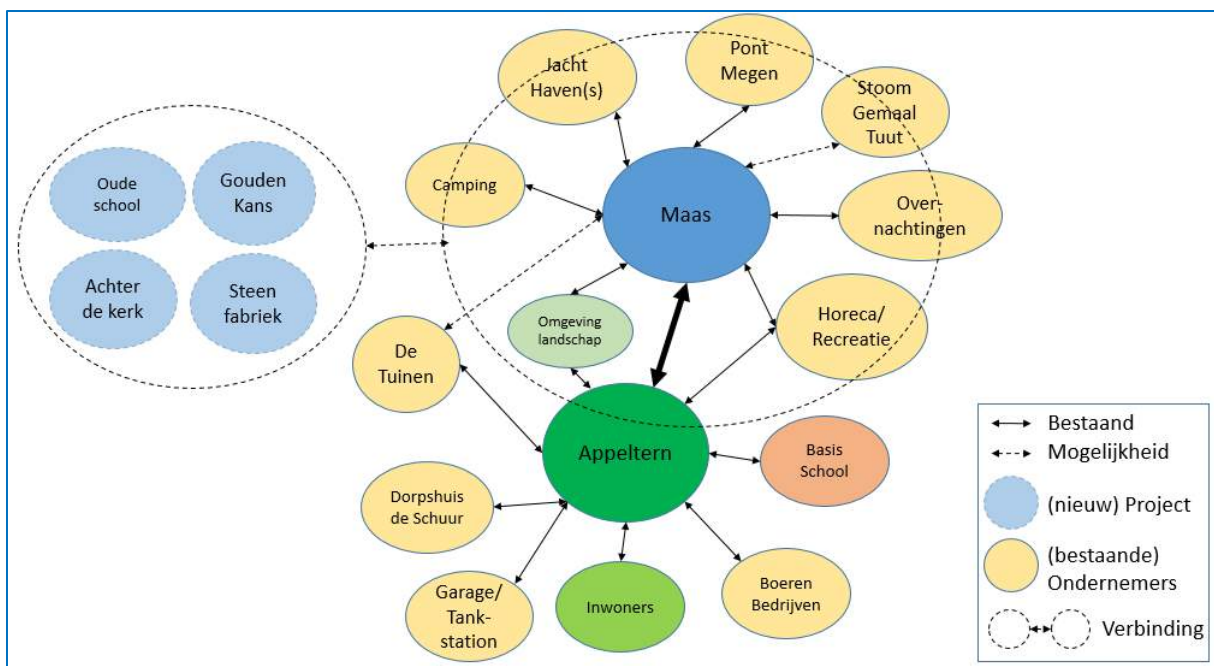 Jacht
Haven(s)
Pont
Megen
Stoom
Gemaal
Tuut
Camping
Maas
Over-
nachtingen
Oude
school
Gouden
Kans
Achter
de kerk
Steen
fabriek
Omgeving
landschap
Horeca/
Recreatie
De
Tuinen
Appeltern
Basis
School
Dorpshuis
de Schuur
Garage/
Tank-
station
Inwoners
Boeren
Bedrijven
Bestaand
Mogelijkheid
(nieuw) Project
(bestaande)
Ondernemers
Verbinding